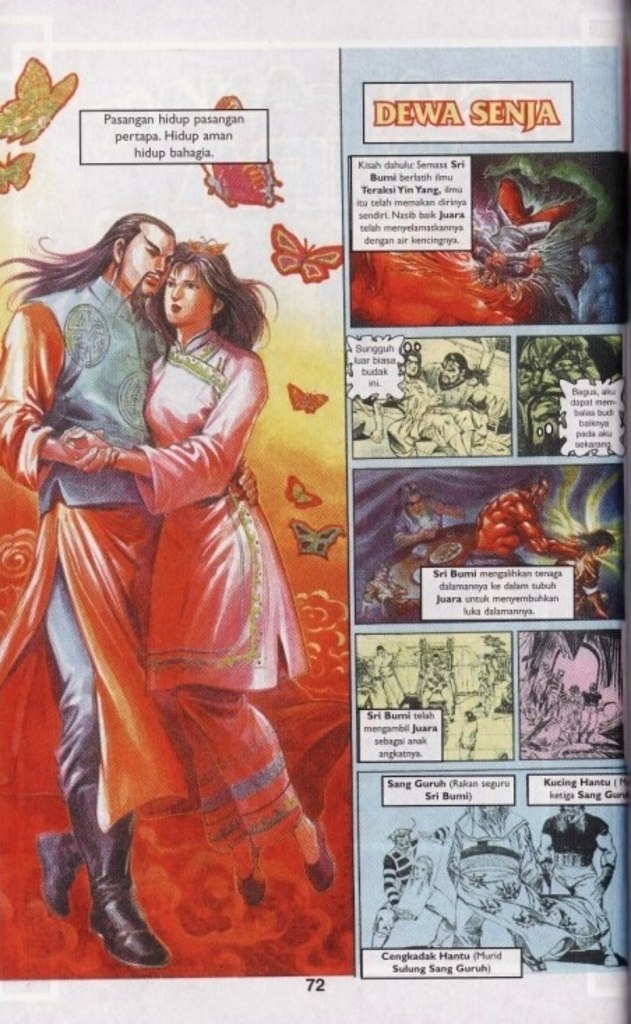 Pasangan hidup pasangan
pertapa. Hidup aman
hidup bahagia.
DEWA SENJA
Kisah dahulu: Semasa Sri
Bumi berlatih ilmu
Teraksi Yin Yang, ilmu
itu telah memakan dirinya
sendiri. Nasib baik Juara
telah menyelamatkannya
dengan air kencingnya.
Sungguh
luar biasa
budak
ini.
Bagus, aku
dapat mem-
balas budi
baiknya
pada aku
sekarang.
Sri Bumi mengalihkan tenaga
dalamannya ke dalam tubuh
Juara untuk menyembuhkan
luka dalamannya.
Sri Bumi telah
mengambil Juara
sebagai anak
angkatnya.
Sang Guruh (Rakan seguru
Sri Bumi)
Kucing Hantu (
ketiga Sang
Cengkadak Hantu (Murid
Sulung Sang Guruh)
72